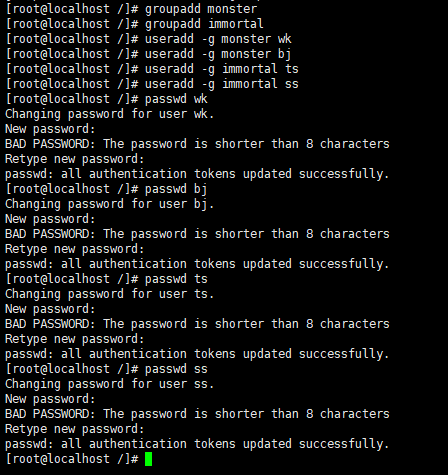 [root@localhost /]# groupadd monster
[root@localhost /]# groupadd immortal
[root@localhost /]# useradd -g monster wk
[root@localhost /]# useradd -g monster bj
[root@localhost /]# useradd -g immortal ts
[root@localhost /]# useradd -g immortal ss
[root@localhost /]# passwd wk
Changing password for user wk.
New password:
BAD PASSWORD: The password is shorter than 8 characters
Retype new password:
passwd: all authentication tokens updated successfully.
[root@localhost /]# passwd bj
Changing password for user bj.
New password:
BAD PASSWORD: The password is shorter than 8 characters
Retype new password:
passwd: all authentication tokens updated successfully.
[root@localhost /]# passwd ts
Changing password for user ts.
New password:
BAD PASSWORD: The password is shorter than 8 characters
Retype new password:
passwd: all authentication tokens updated successfully.
[root@localhost /]# passwd ss
Changing password for user ss.
New password:
BAD PASSWORD: The password is shorter than 8 characters
Retype new password:
passwd: all authentication tokens updated successfully.
[root@localhost /]#